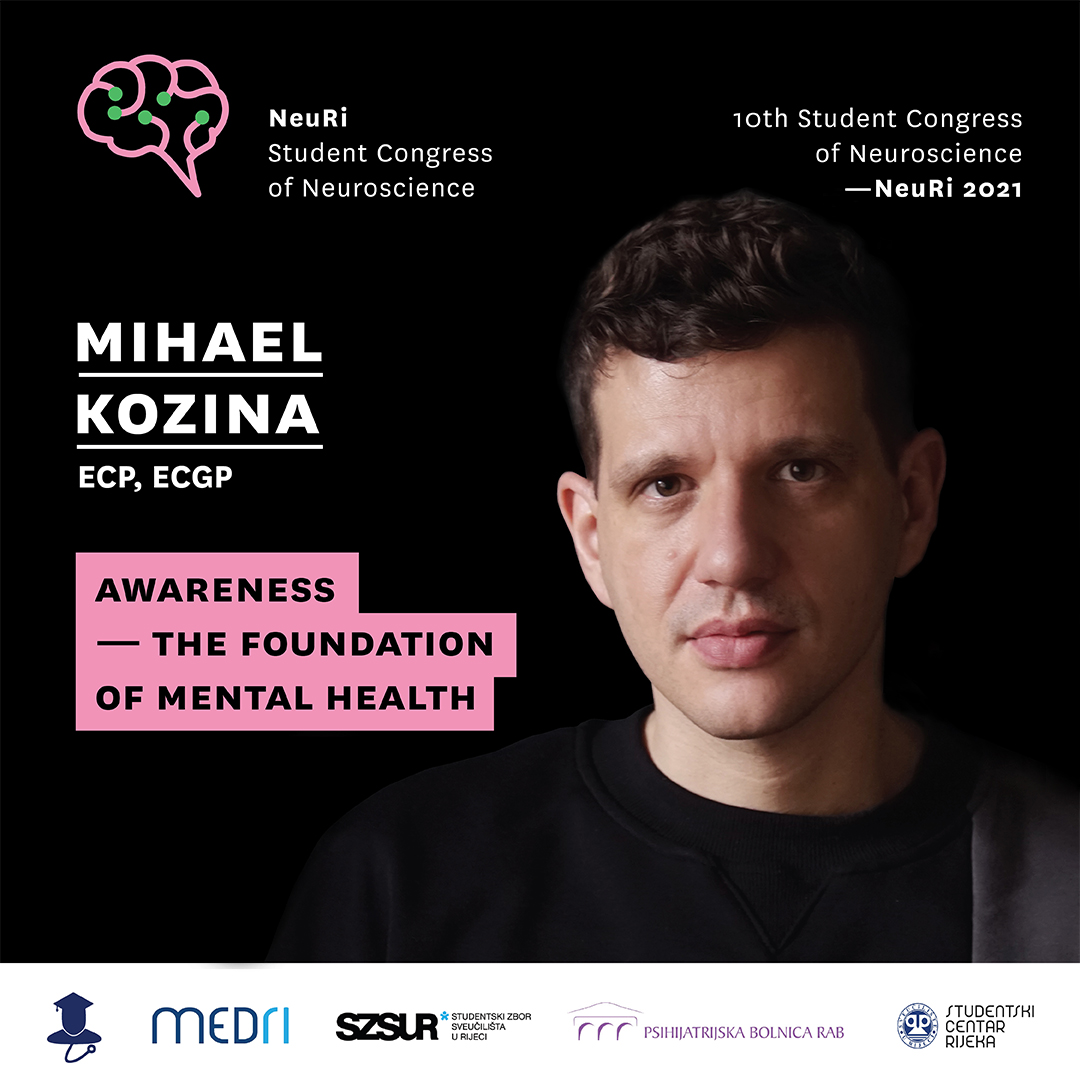 NeuRi
Student Congress
of Neuroscience
10th Student Congress
of Neuroscience
—NeuRi 2021
MIHAEL
KOZINA
ECP, ECGP
AWARENESS
— THE FOUNDATION
OF MENTAL HEALTH
MEDRI
SZSUR*
STUDENTSKI ZBOR
SVEUČILIŠTA
U RIJECI
PSIHIJATRIJSKA BOLNICA RAB
STUDENTSKI
CENTAR
RIJEKA